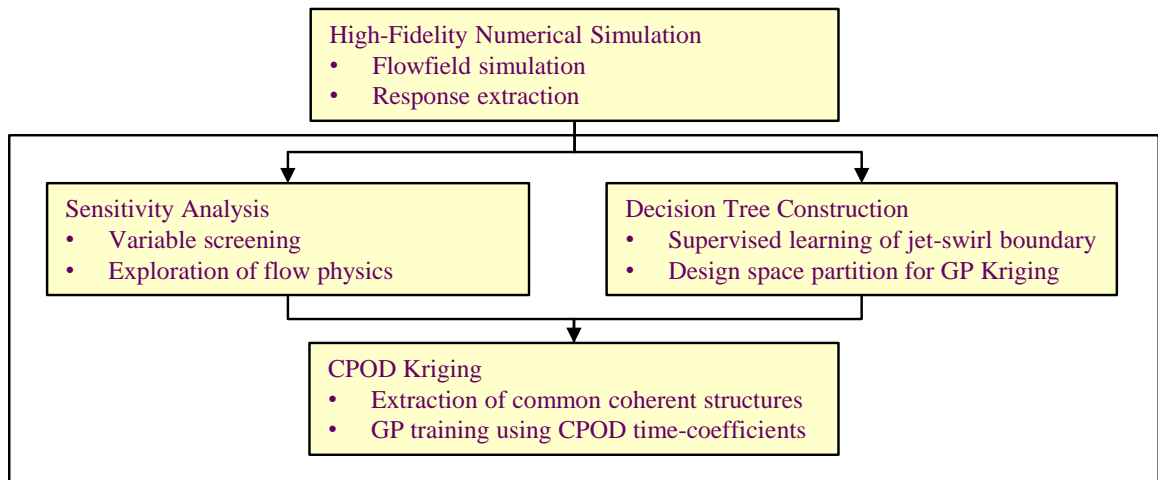 High-Fidelity Numerical Simulation
• Flowfield simulation
• Response extraction
Sensitivity Analysis
• Variable screening
• Exploration of flow physics
Decision Tree Construction
• Supervised learning of jet-swirl boundary
• Design space partition for GP Kriging
CPOD Kriging
• Extraction of common coherent structures
• GP training using CPOD time-coefficients